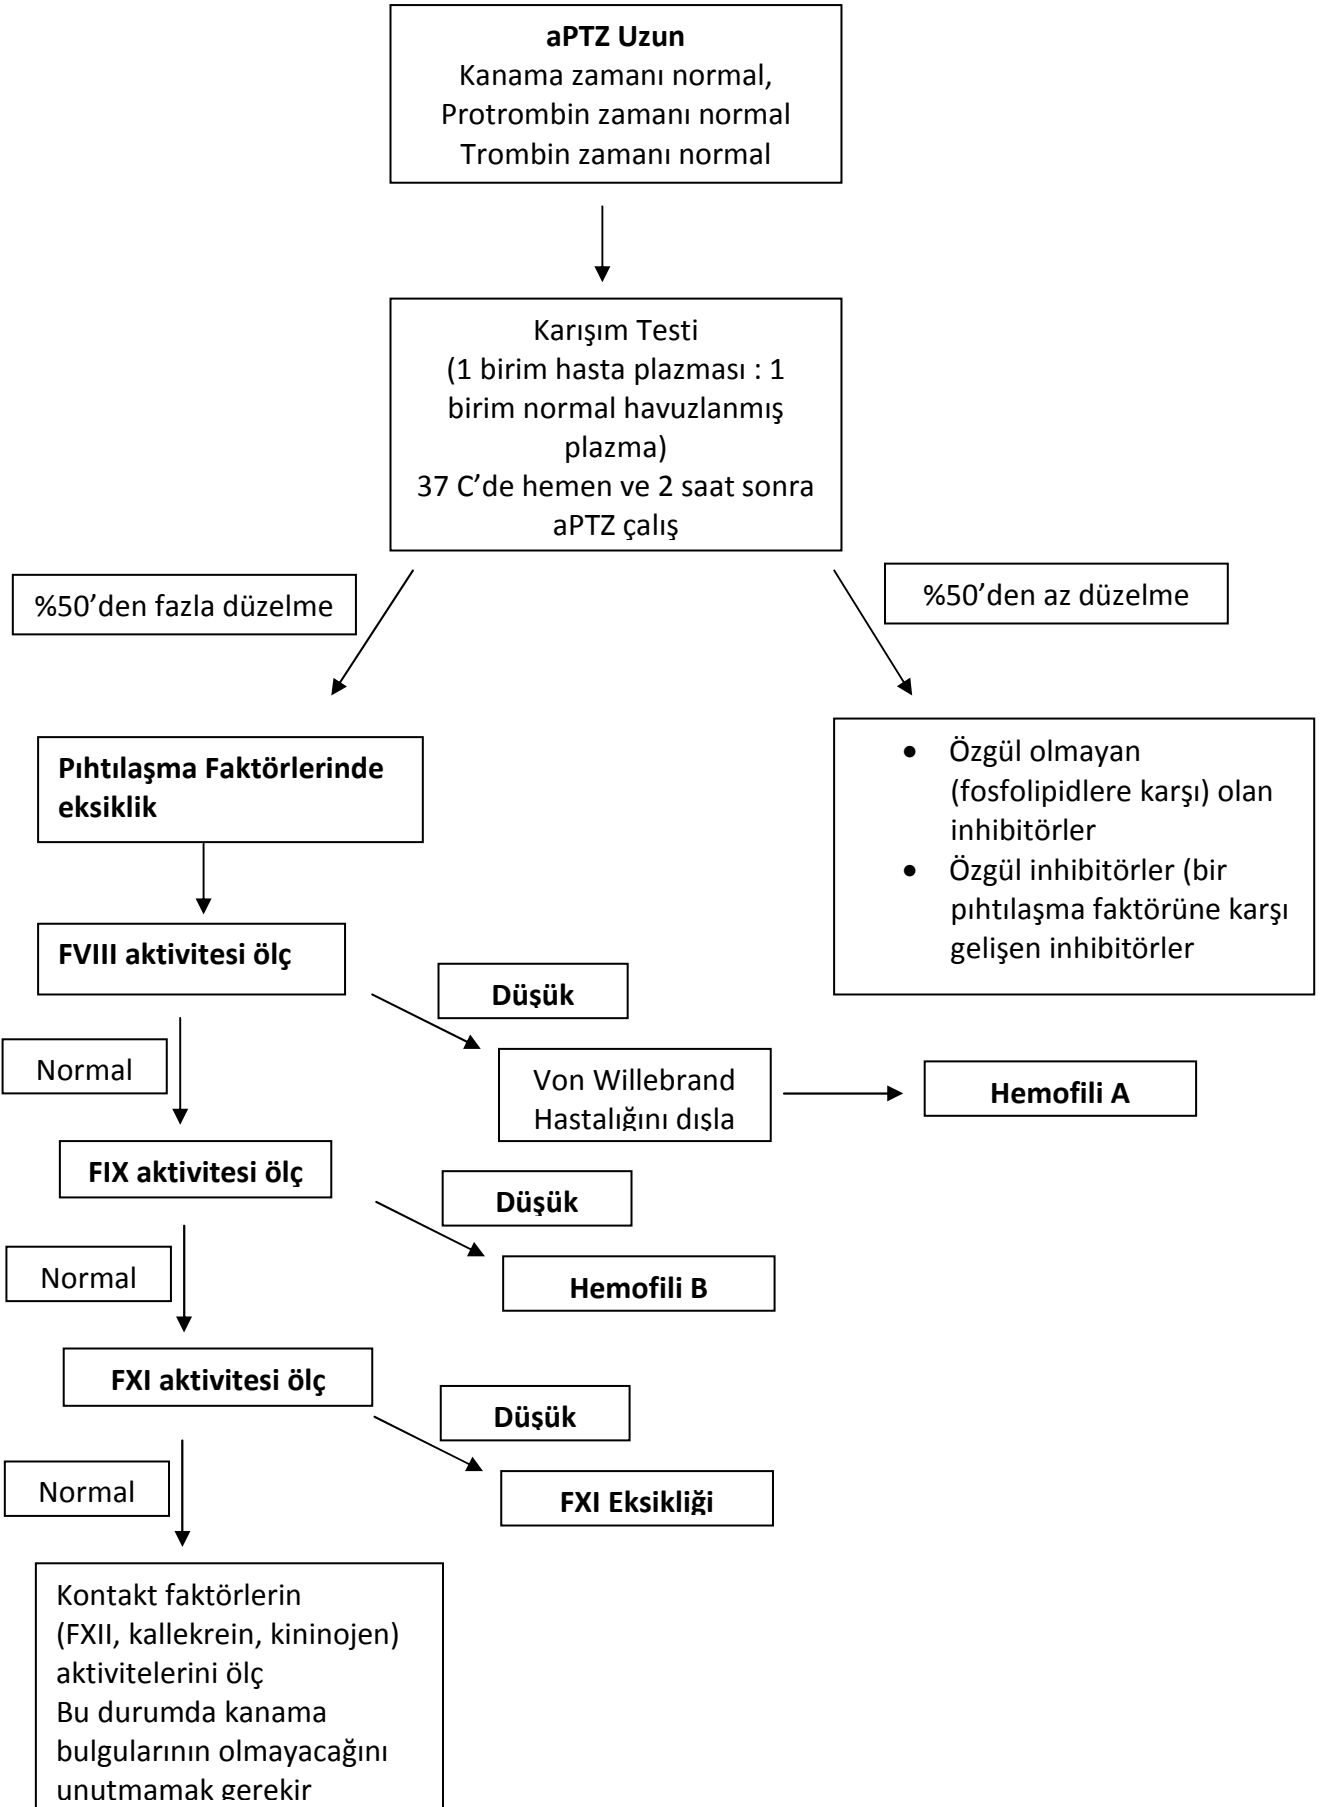 aPTZ Uzun
Kanama zamanı normal,
Protrombin zamanı normal
Trombin zamanı normal
Karışım Testi
(1 birim hasta plazması : 1
birim normal havuzlanmış
plazma)
37 C’de hemen ve 2 saat sonra
aPTZ çalış
%50’den fazla düzelme
%50’den az düzelme
Pıhtılaşma Faktörlerinde
eksiklik
• Özgül olmayan
(fosfolipidlere karşı) olan
inhibitörler
• Özgül inhibitörler (bir
pıhtılaşma faktörüne karşı
gelişen inhibitörler
FVIII aktivitesi ölç
Düşük
Normal
Von Willebrand
Hastalığını dışla
Hemofili A
FIX aktivitesi ölç
Düşük
Normal
Hemofili B
FXI aktivitesi ölç
Düşük
Normal
FXI Eksikliği
Kontakt faktörlerin
(FXII, kallekrein, kininojen)
aktivitelerini ölç
Bu durumda kanama
bulgularının olmayacağını
unutmamak gerekir